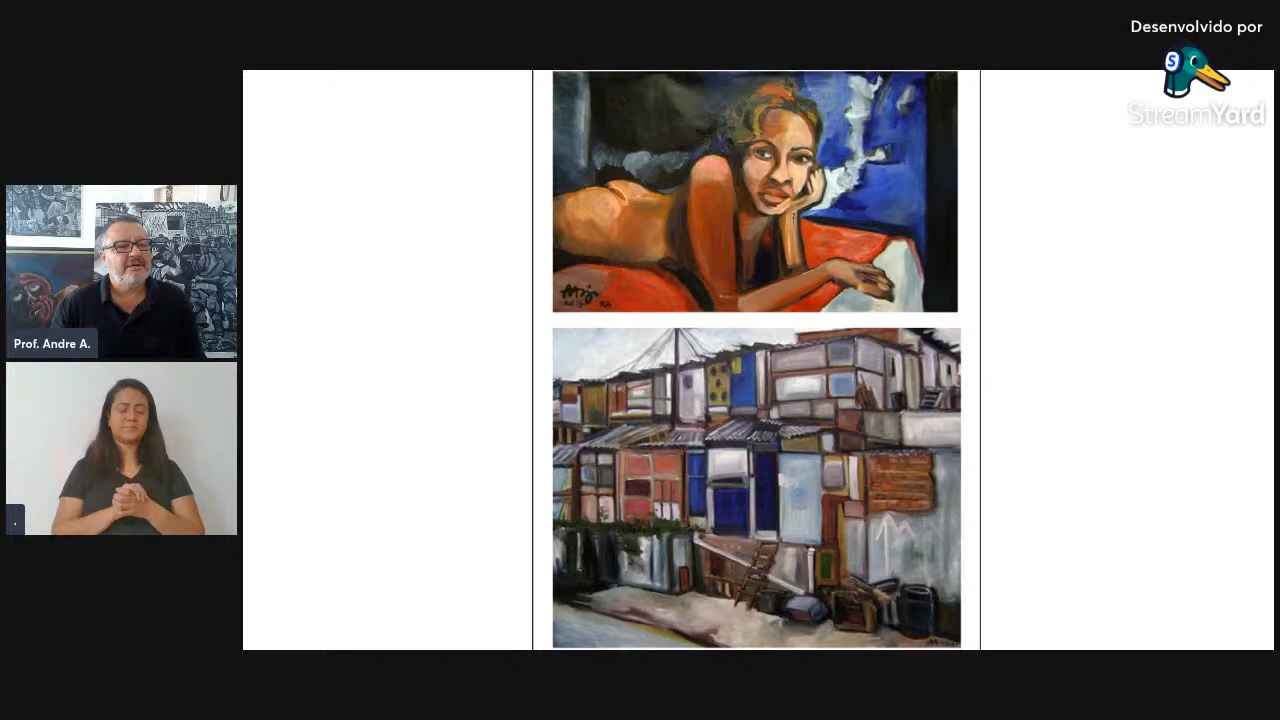 Desenvolvido por
S
StreamYard
Prof. Andre A.
.